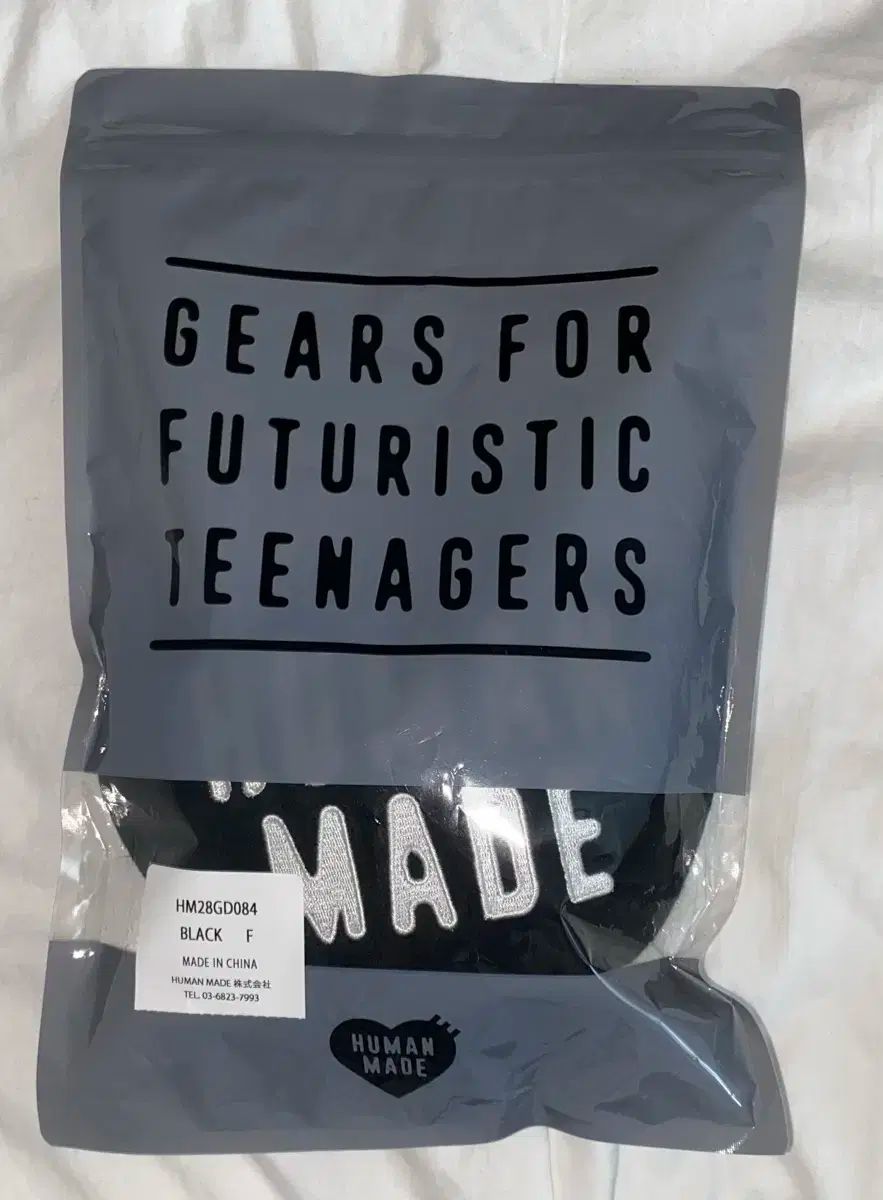 GEARS FOR
FUTURISTIC
TEENAGERS
MADE
HM28GD084
BLACK F
MADE IN CHINA
HUMAN MADE 株式会社
TEL. 03-6823-7993
HUMAN
MADE